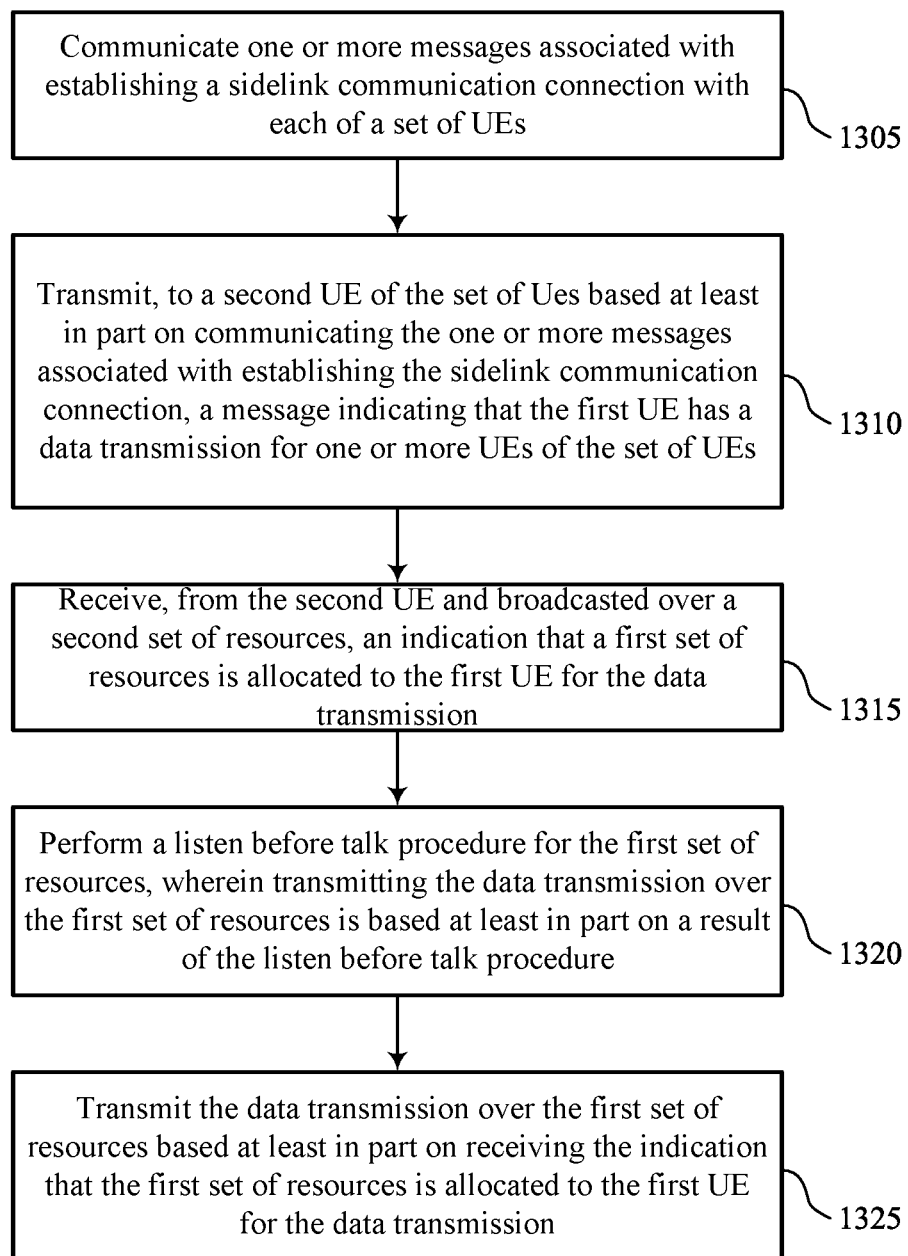 Communicate one or more messages associated with
establishing a sidelink communication connection with
each of a set of UEs
1305
Transmit, to a second UE of the set of Ues based at least
in part on communicating the one or more messages
associated with establishing the sidelink communication
connection, a message indicating that the first UE has a
data transmission for one or more UEs of the set of UEs
1310
Receive, from the second UE and broadcasted over a
second set of resources, an indication that a first set of
resources is allocated to the first UE for the data
transmission
1315
Perform a listen before talk procedure for the first set of
resources, wherein transmitting the data transmission over
the first set of resources is based at least in part on a result
of the listen before talk procedure
1320
Transmit the data transmission over the first set of
resources based at least in part on receiving the indication
that the first set of resources is allocated to the first UE
for the data transmission
1325